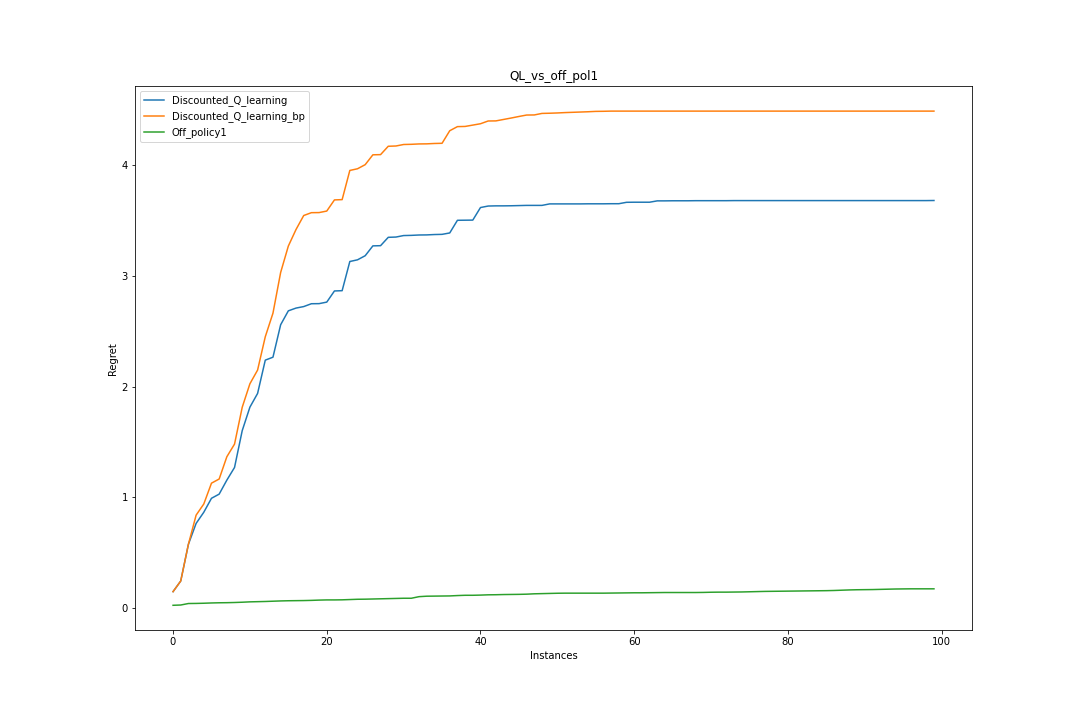 QL_vs_off_pol1
Discounted_Q_learning
Discounted_Q_learning_bp
Off_policy1
Regret
4
3
2
1
0
0 20 40 60 80 100
Instances